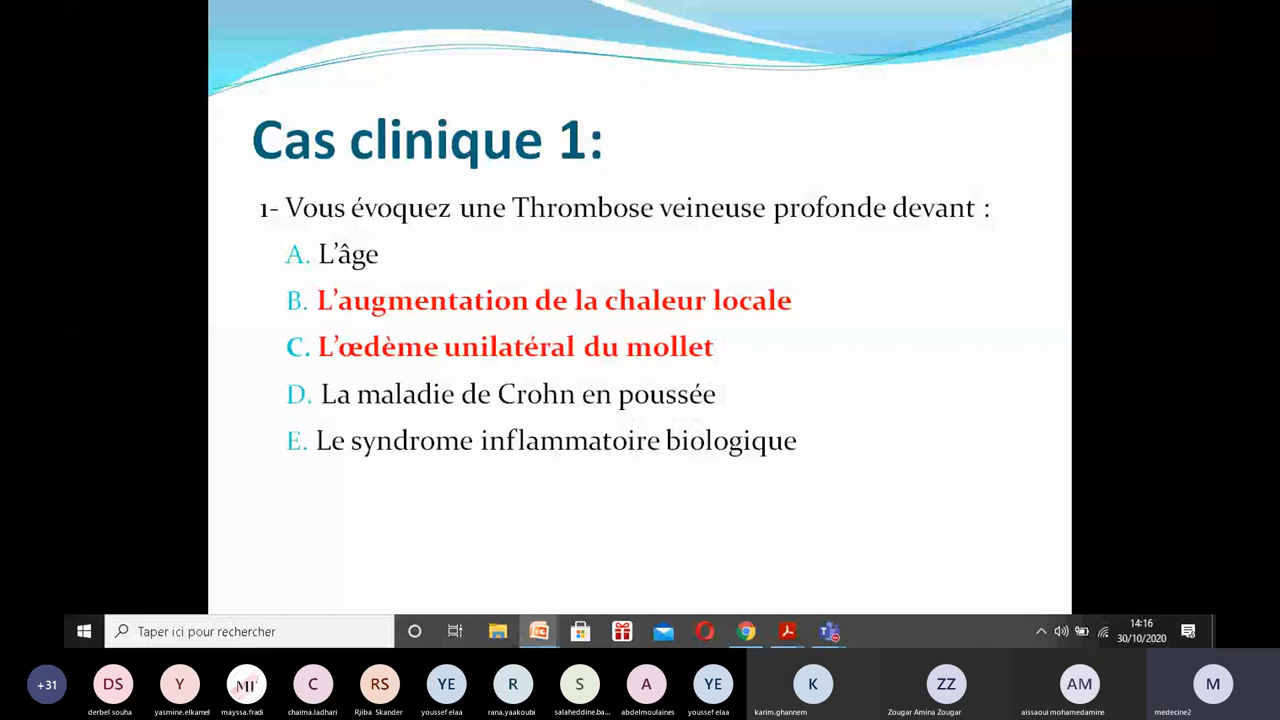 Cas clinique 1:
1- Vous évoquez une Thrombose veineuse profonde devant :
A. L'âge
B. L'augmentation de la chaleur locale
C. L'œdème unilatéral du mollet
D. La maladie de Crohn en poussée
E. Le syndrome inflammatoire biologique
Taper ici pour rechercher
14:16
30/10/2020
+31
DS
Y
MF
C
RS
YE
R
S
A
YE
K
ZZ
AM
M
derbel souha
yasmine.elkamel
mayssa.fradi
chaima.ladhari
Rjiba Skander
youssef elaa
rana.yaakoubi
salaheddine.ba...
abdelmoulaines
youssef elaa
karim.ghannem
Zougar Amina Zougar
aissaoui mohamedamine
medecine2